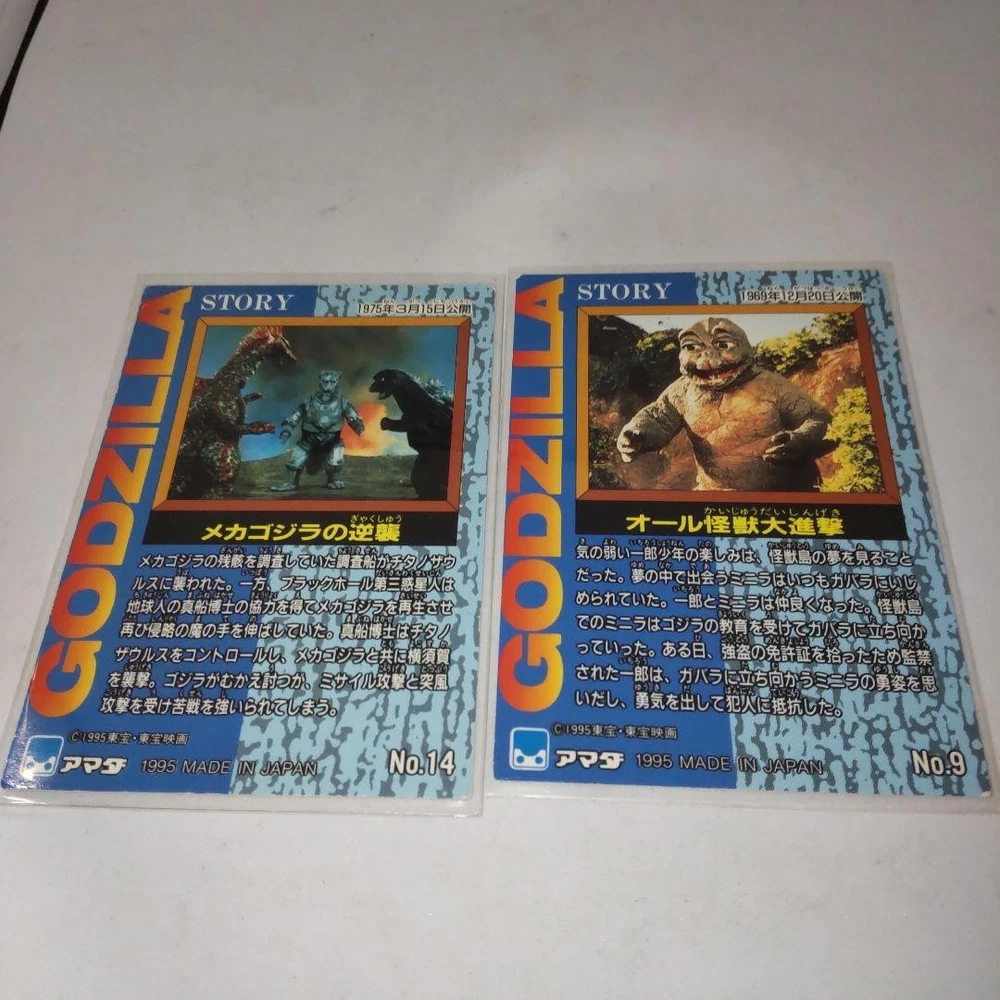 GODZILLA
STORY
1975年3月15日公開
ぎゃくしゅう
メカゴジラの逆襲
メカゴジラの残骸を調査していた調査船がチタノザウ
ルスに襲われた。一方、ブラックホール第三惑星人は
地球人の真船博士の協力を得てメカゴジラを再生させ
再び侵略の魔の手を伸ばしていた。真船博士はチタノ
ザウルスをコントロールし、メカゴジラと共に横須賀
を襲撃。ゴジラがむかえ討つが、ミサイル攻撃と突風
攻撃を受け苦戦を強いられてしまう。
©1995東宝・東宝映画
アマダ 1995 MADE IN JAPAN No.14
GODZILLA
STORY
1969年12月20日公開
かいじゅうだいしんげき
オール怪獣大進撃
気の弱い一郎少年の楽しみは、怪獣島の夢を見ること
だった。夢の中で出会うミニラはいつもガバラにいじ
められていた。一郎とミニラは仲良くなった。怪獣島
でのミニラはゴジラの教育を受けてガバラに立ち向か
っていった。ある日、強盗の免許証を拾ったため監禁
された一郎は、ガバラに立ち向かうミニラの勇姿を思
いだし、勇気を出して犯人に抵抗した。
©1995東宝・東宝映画
アマダ 1995 MADE IN JAPAN No.9